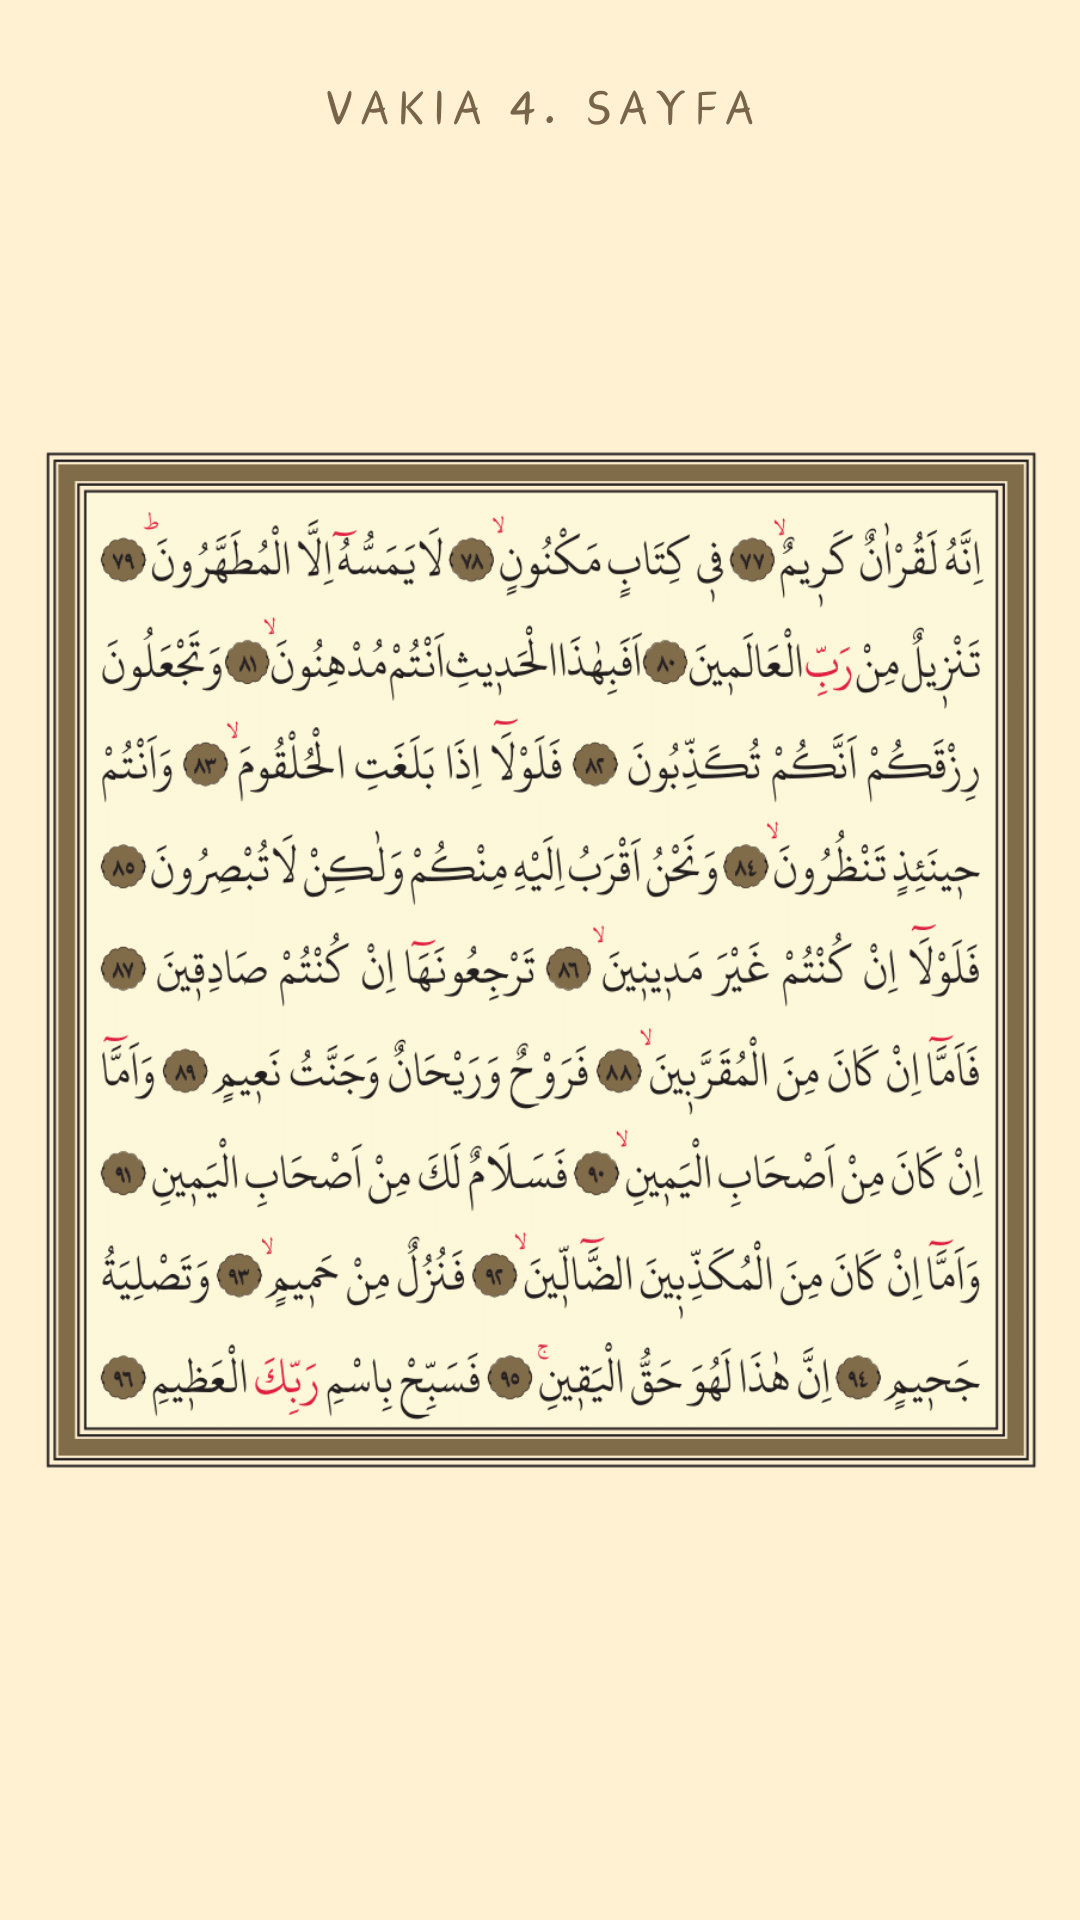 VAKIA 4. SAYFA
اِنَّهُ لَقُرْاٰنٌ كَرٖيمٌۙ ﴿٧٧﴾ فٖي كِتَابٍ مَكْنُونٍۙ ﴿٧٨﴾ لَا يَمَسُّهُٓ اِلَّا الْمُطَهَّرُونَؕ ﴿٧٩﴾
تَنْزٖيلٌ مِنْ رَبِّ الْعَالَمٖينَ ﴿٨٠﴾ اَفَبِهٰذَا الْحَدٖيثِ اَنْتُمْ مُدْهِنُونَۙ ﴿٨١﴾ وَتَجْعَلُونَ
رِزْقَكُمْ اَنَّكُمْ تُكَذِّبُونَ ﴿٨٢﴾ فَلَوْلَٓا اِذَا بَلَغَتِ الْحُلْقُومَۙ ﴿٨٣﴾ وَاَنْتُمْ
حٖينَئِذٍ تَنْظُرُونَۙ ﴿٨٤﴾ وَنَحْنُ اَقْرَبُ اِلَيْهِ مِنْكُمْ وَلٰكِنْ لَا تُبْصِرُونَ ﴿٨٥﴾
فَلَوْلَٓا اِنْ كُنْتُمْ غَيْرَ مَدٖينٖينَۙ ﴿٨٦﴾ تَرْجِعُونَهَٓا اِنْ كُنْتُمْ صَادِقٖينَ ﴿٨٧﴾
فَاَمَّٓا اِنْ كَانَ مِنَ الْمُقَرَّبٖينَۙ ﴿٨٨﴾ فَرَوْحٌ وَرَيْحَانٌ وَجَنَّتُ نَعٖيمٍ ﴿٨٩﴾ وَاَمَّٓا
اِنْ كَانَ مِنْ اَصْحَابِ الْيَمٖينِۙ ﴿٩٠﴾ فَسَلَامٌ لَكَ مِنْ اَصْحَابِ الْيَمٖينِ ﴿٩١﴾
وَاَمَّٓا اِنْ كَانَ مِنَ الْمُكَذِّبٖينَ الضَّٓالّٖينَۙ ﴿٩٢﴾ فَنُزُلٌ مِنْ حَمٖيمٍۙ ﴿٩٣﴾ وَتَصْلِيَةُ
جَحٖيمٍ ﴿٩٤﴾ اِنَّ هٰذَا لَهُوَ حَقُّ الْيَقٖينِۚ ﴿٩٥﴾ فَسَبِّحْ بِاسْمِ رَبِّكَ الْعَظٖيمِ ﴿٩٦﴾